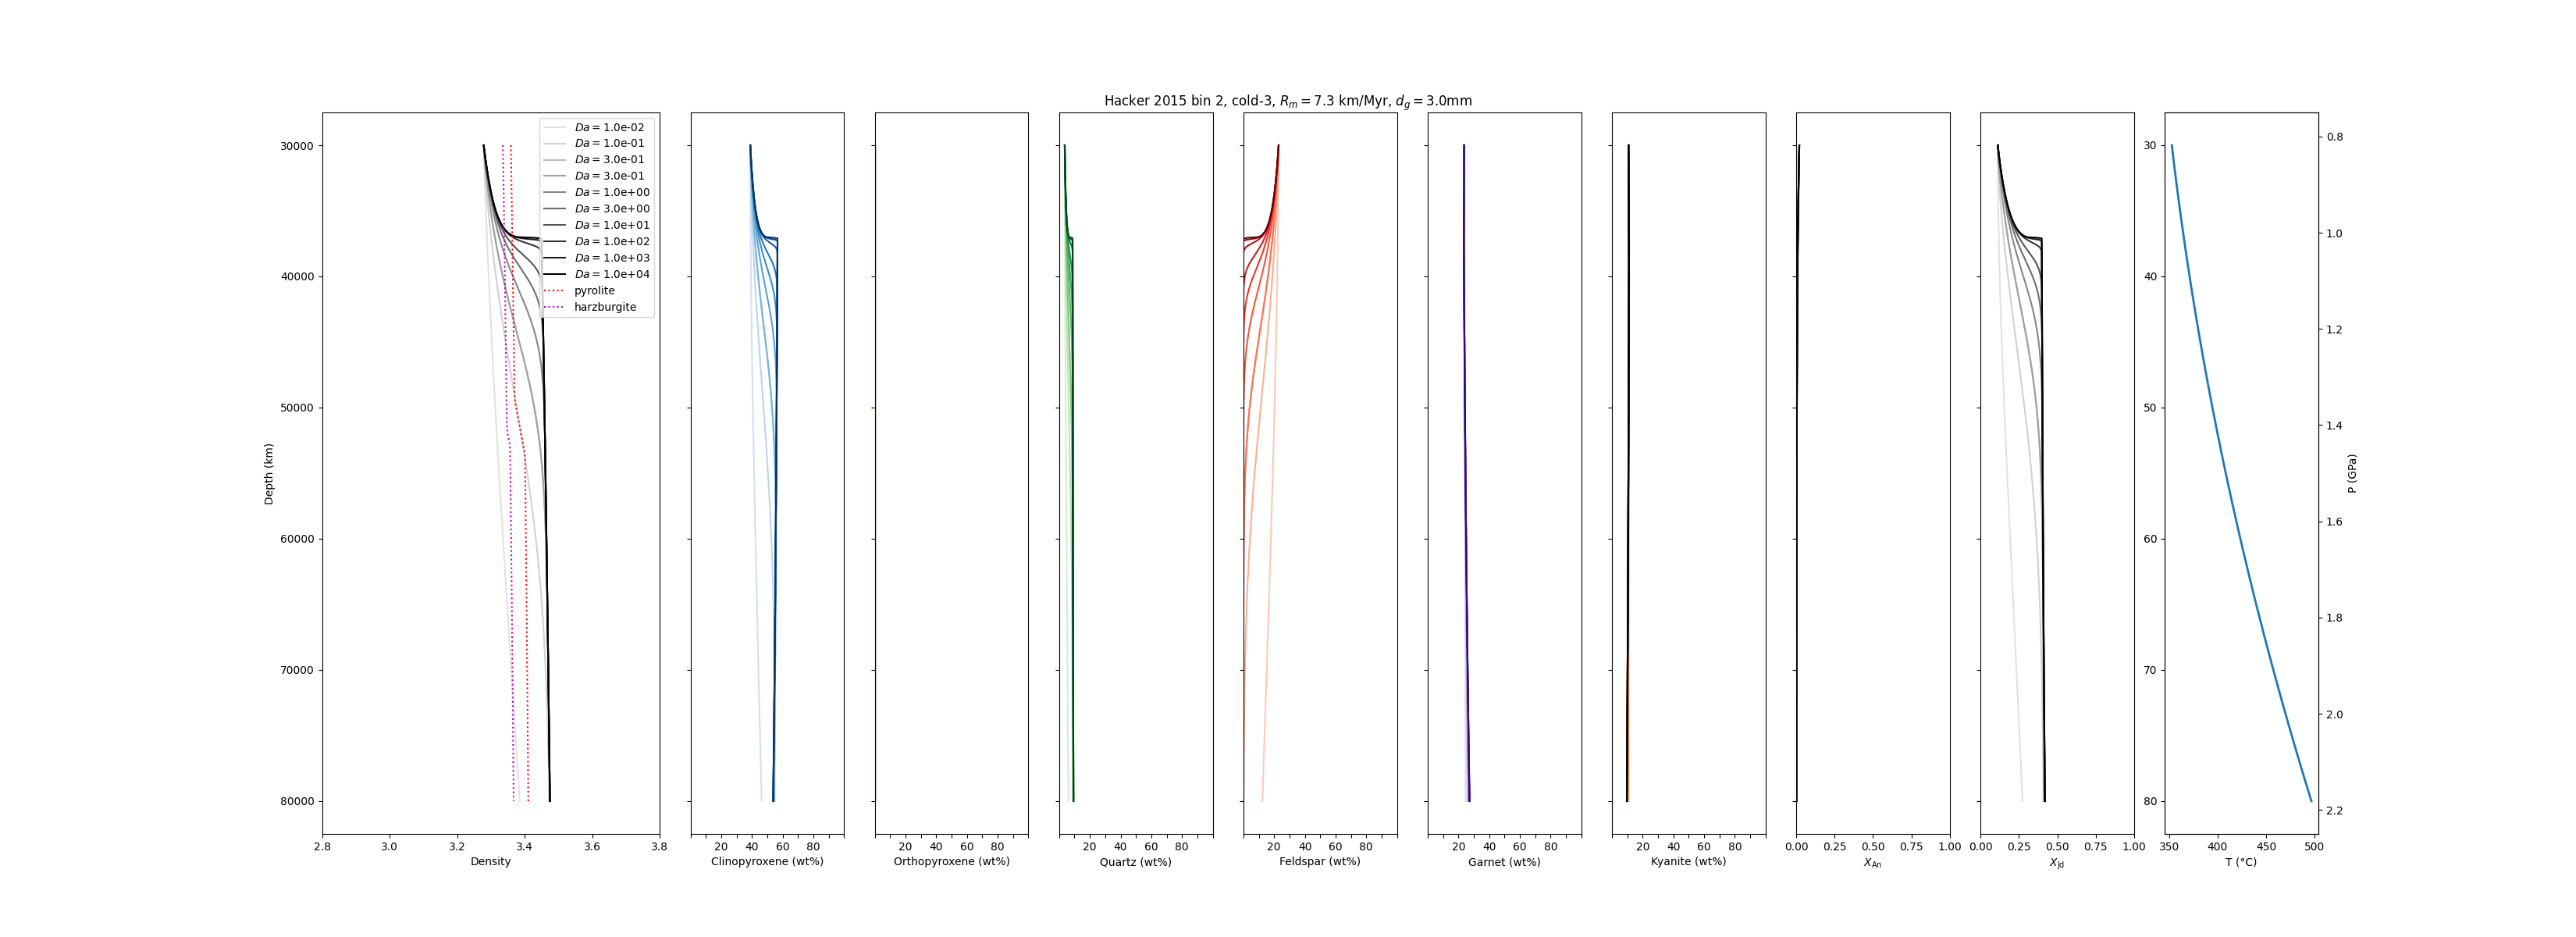 Hacker 2015 bin 2, cold-3, R_m = 7.3 km/Myr, d_g = 3.0mm
Da = 1.0e-02
Da = 1.0e-01
Da = 3.0e-01
Da = 3.0e-01
Da = 1.0e+00
Da = 3.0e+00
Da = 1.0e+01
Da = 1.0e+02
Da = 1.0e+03
Da = 1.0e+04
pyrolite
harzburgite
30000
40000
50000
60000
70000
80000
Depth (km)
2.8 3.0 3.2 3.4 3.6 3.8
Density
20 40 60 80
Clinopyroxene (wt%)
20 40 60 80
Orthopyroxene (wt%)
20 40 60 80
Quartz (wt%)
20 40 60 80
Feldspar (wt%)
20 40 60 80
Garnet (wt%)
20 40 60 80
Kyanite (wt%)
0.00 0.25 0.50 0.75 1.00
X_An
0.00 0.25 0.50 0.75 1.00
X_Jd
30
40
50
60
70
80
350 400 450 500
T (°C)
0.8
1.0
1.2
1.4
1.6
1.8
2.0
2.2
P (GPa)